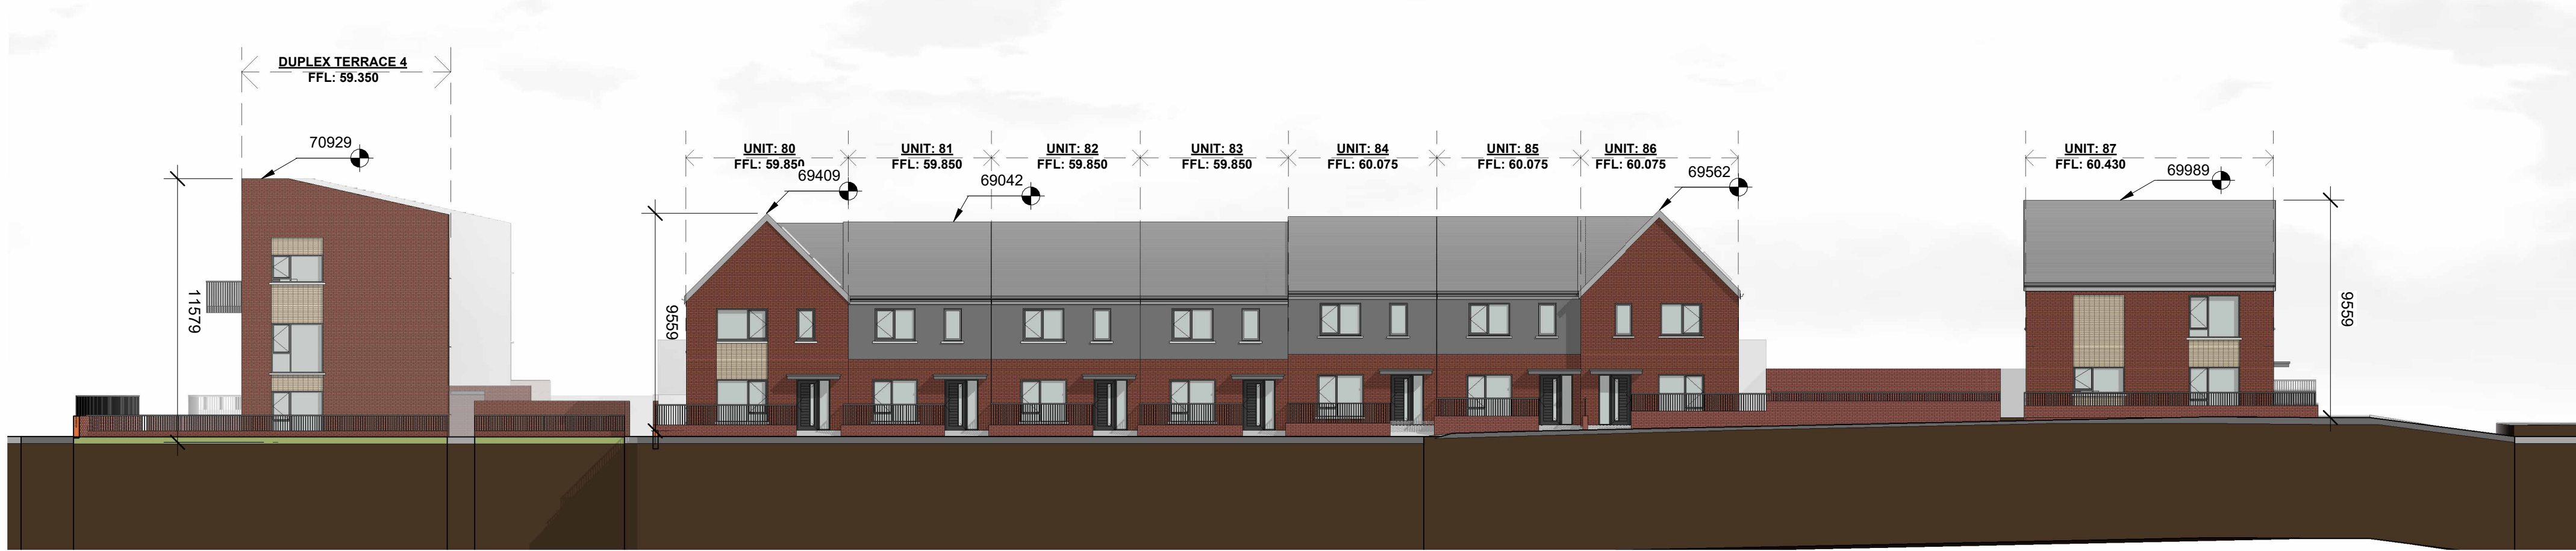 DUPLEX TERRACE 4
FFL: 59.350
70929
11579
UNIT: 80
FFL: 59.850
69409
9559
UNIT: 81
FFL: 59.850
69042
UNIT: 82
FFL: 59.850
UNIT: 83
FFL: 59.850
UNIT: 84
FFL: 60.075
UNIT: 85
FFL: 60.075
UNIT: 86
FFL: 60.075
69562
UNIT: 87
FFL: 60.430
69989
9559